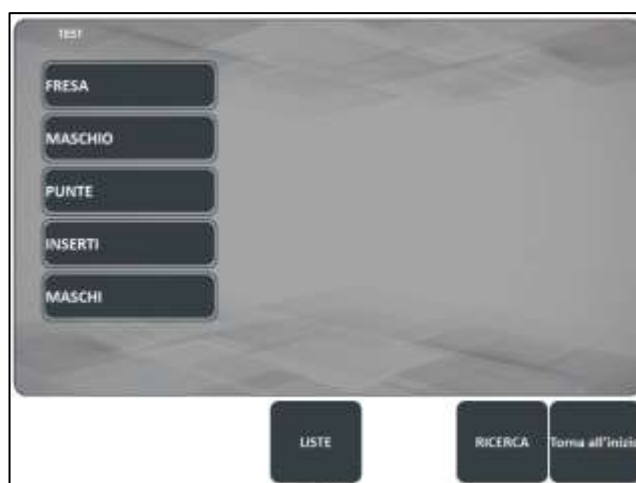 TEST
FRESA
MASCHIO
PUNTE
INSERTI
MASCHI
LISTE
RICERCA
Torna all'inizio